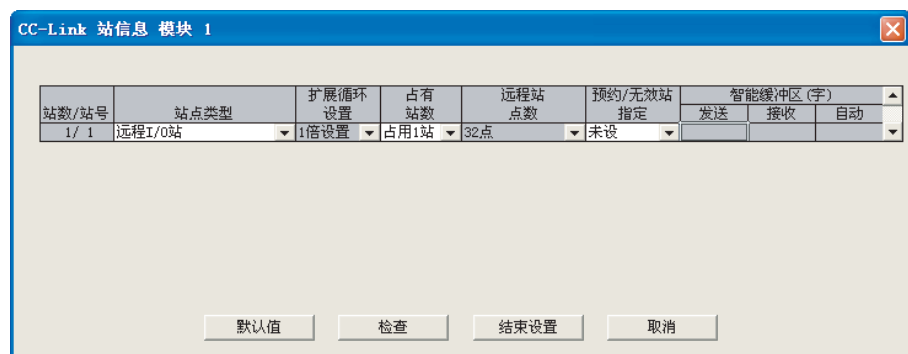 CC-Link 站信息 模块 1
扩展循环 占有 远程站 预约/无效站 智能缓冲区(字)
站数/站号 站点类型 设置 站数 点数 指定 发送 接收 自动
1/ 1 远程I/O站 1倍设置 占用1站 32点 未设
默认值 检查 结束设置 取消